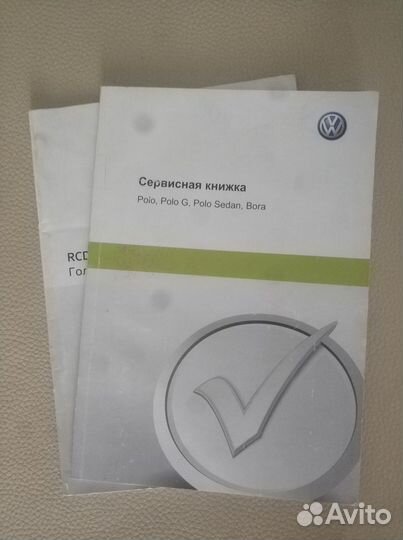 Сервисная книжка
Polo, Polo G, Polo Sedan, Bora
RCD
Гол
Avito